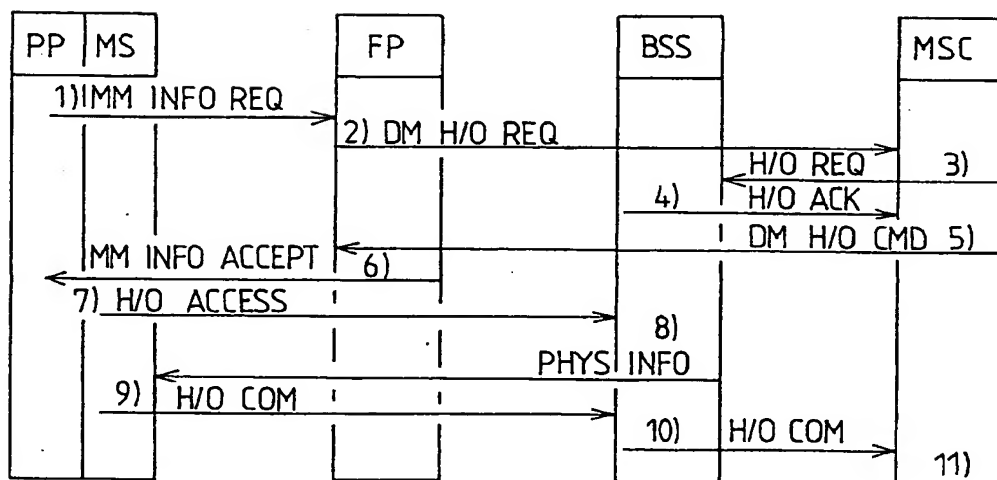 PP MS FP BSS MSC
1) MM INFO REQ
2) DM H/O REQ
H/O REQ 3)
4) H/O ACK
DM H/O CMD 5)
MM INFO ACCEPT 6)
7) H/O ACCESS
8)
PHYS INFO
9) H/O COM
10) H/O COM
11)